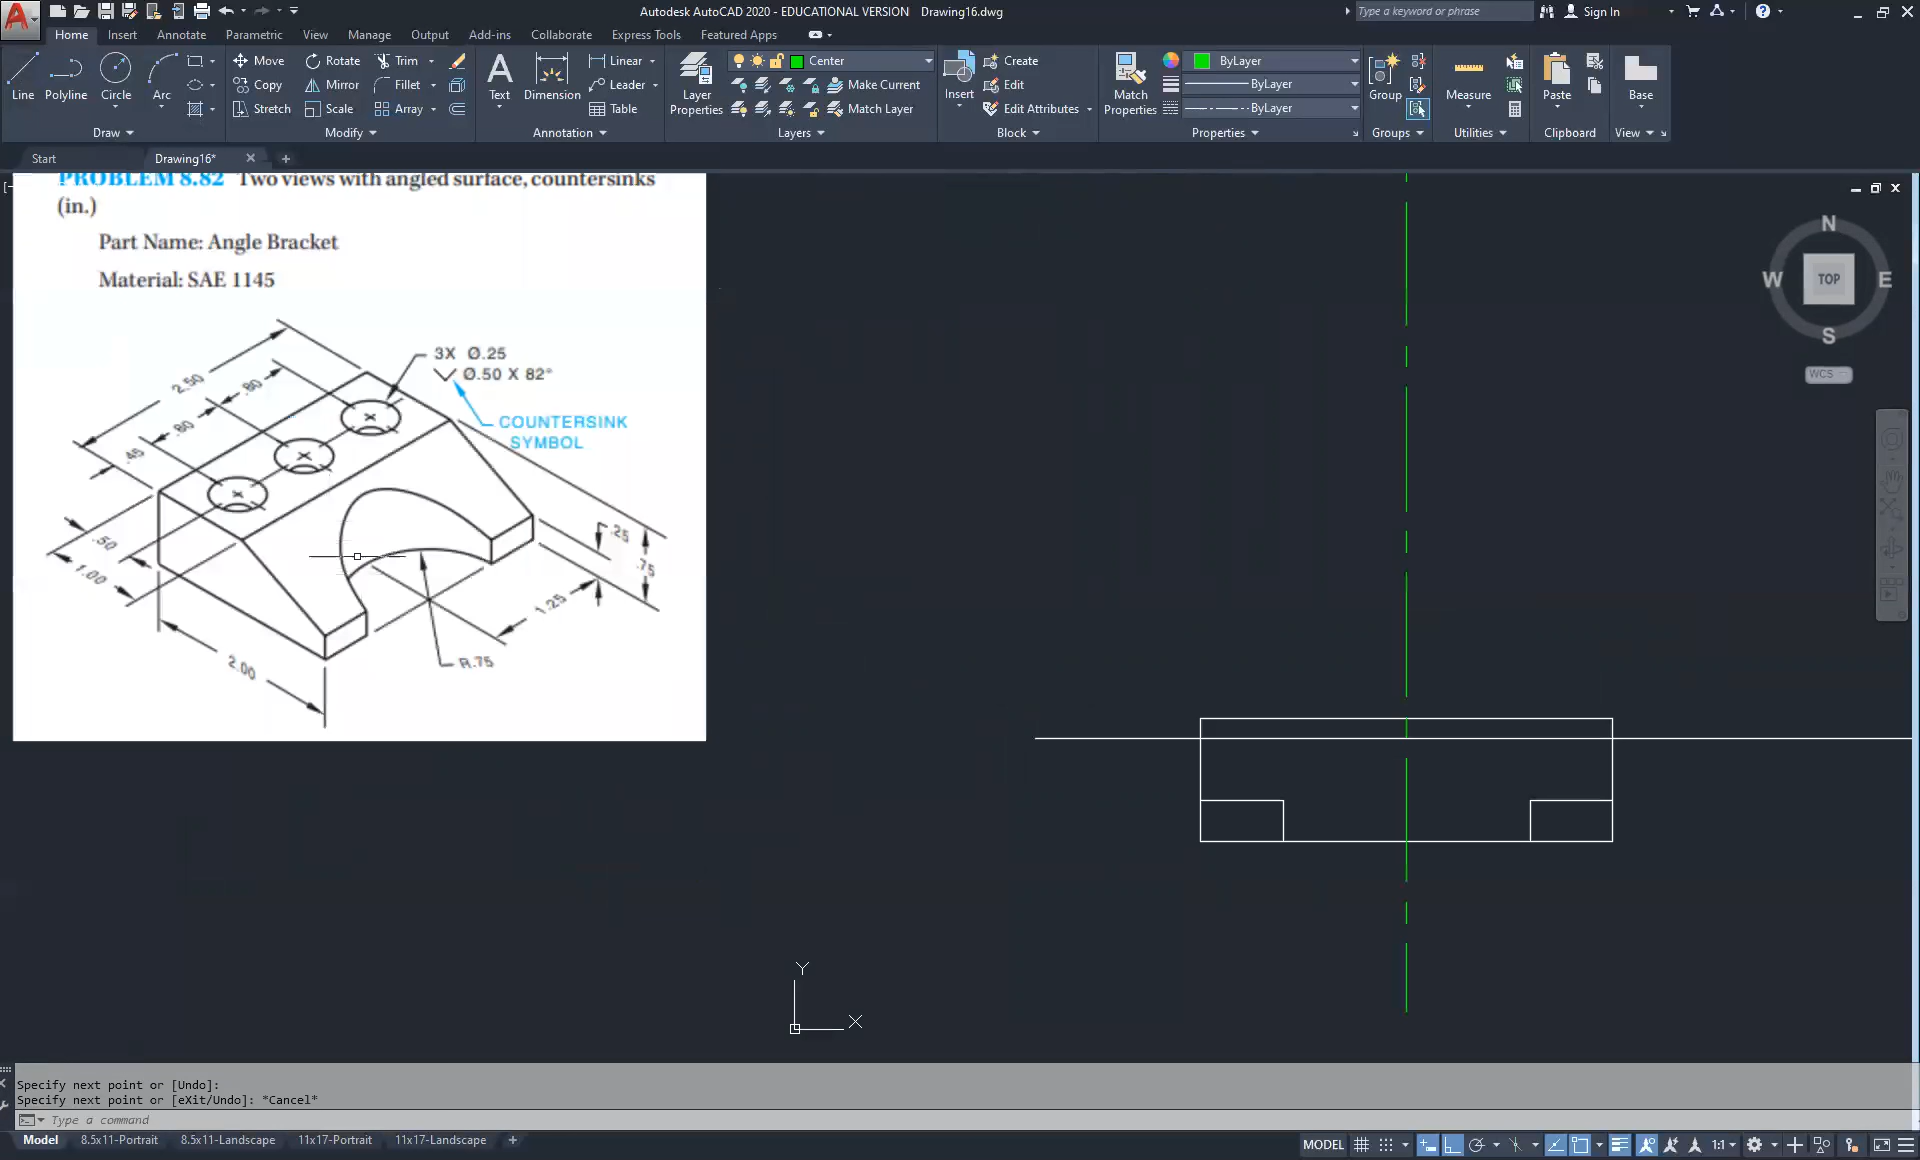 Autodesk AutoCAD 2020 - EDUCATIONAL VERSION Drawing16.dwg
Type a keyword or phrase
Sign In
Home Insert Annotate Parametric View Manage Output Add-ins Collaborate Express Tools Featured Apps
Line
Polyline
Circle
Arc
Draw
Move
Rotate
Trim
Copy
Mirror
Fillet
Stretch
Scale
Array
Modify
Text
Dimension
Linear
Leader
Table
Annotation
Layer
Properties
Center
Make Current
Match Layer
Layers
Insert
Create
Edit
Edit Attributes
Block
Match
Properties
ByLayer
ByLayer
ByLayer
Properties
Group
Groups
Measure
Utilities
Paste
Clipboard
Base
View
Start
Drawing16*
PROBLEM 8.82 Two views with angled surface, countersinks
(in.)
Part Name: Angle Bracket
Material: SAE 1145
3X Ø.25
Ø.50 X 82°
COUNTERSINK
SYMBOL
2.50
.80
.80
.45
.50
1.00
2.00
.25
.75
1.25
R.75
N
W
TOP
E
S
WCS
Y
X
Specify next point or [Undo]:
Specify next point or [eXit/Undo]: *Cancel*
Type a command
Model 8.5x11-Portrait 8.5x11-Landscape 11x17-Portrait 11x17-Landscape
MODEL
1:1